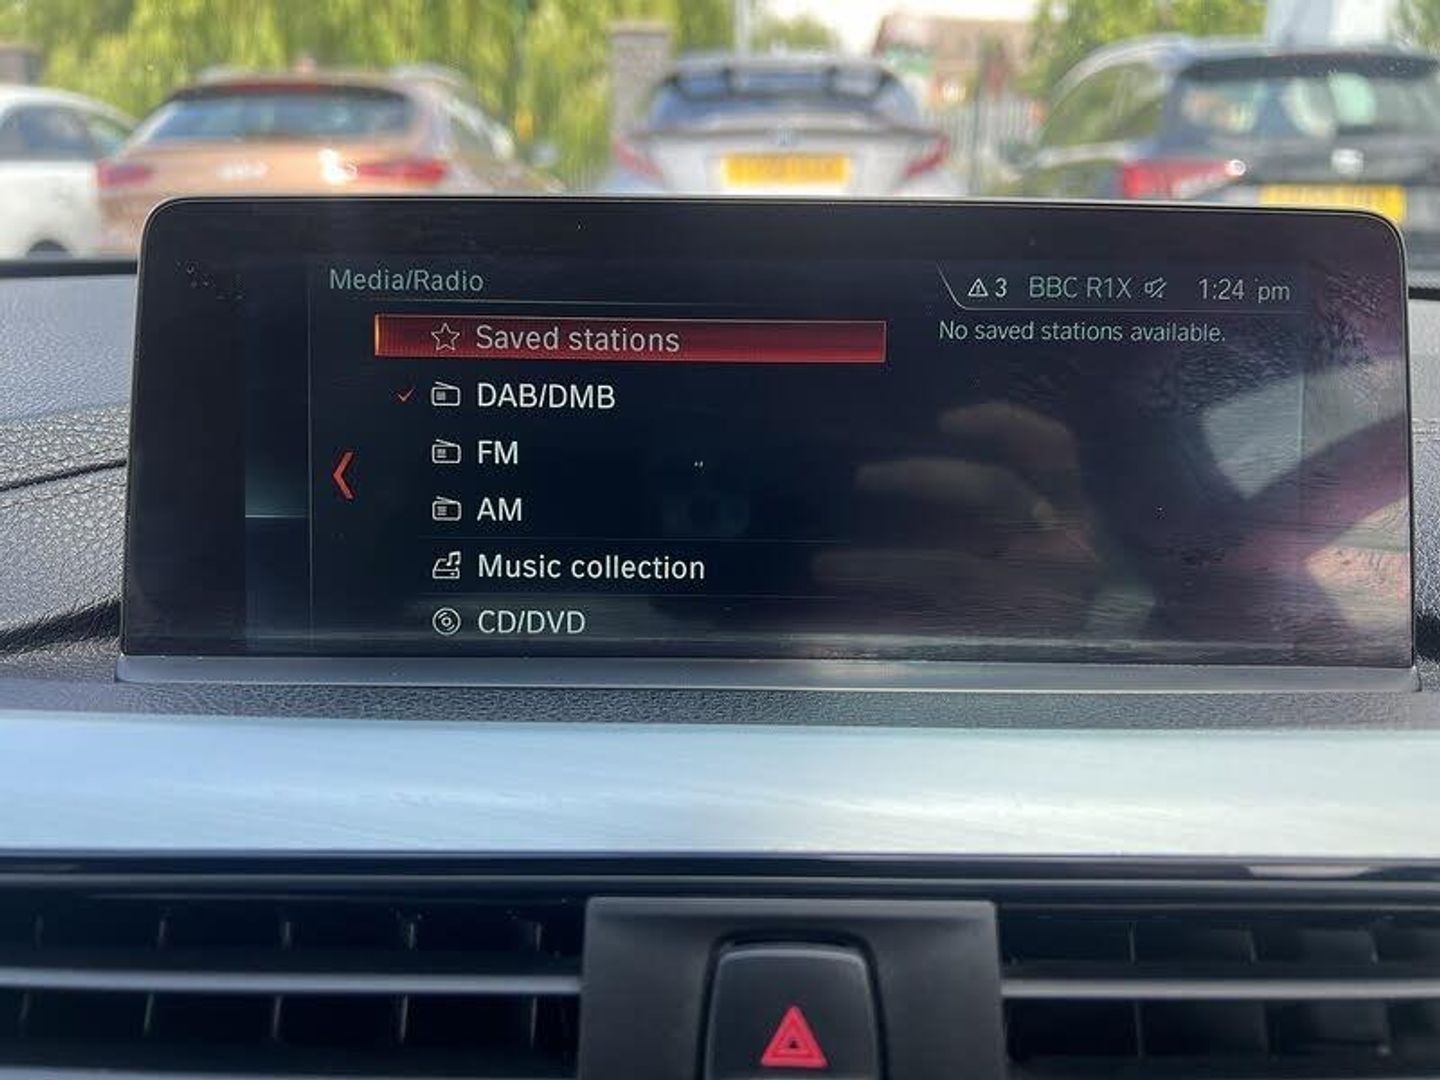 Media/Radio
3 BBC R1X 1:24 pm
Saved stations
No saved stations available.
DAB/DMB
FM
AM
Music collection
CD/DVD